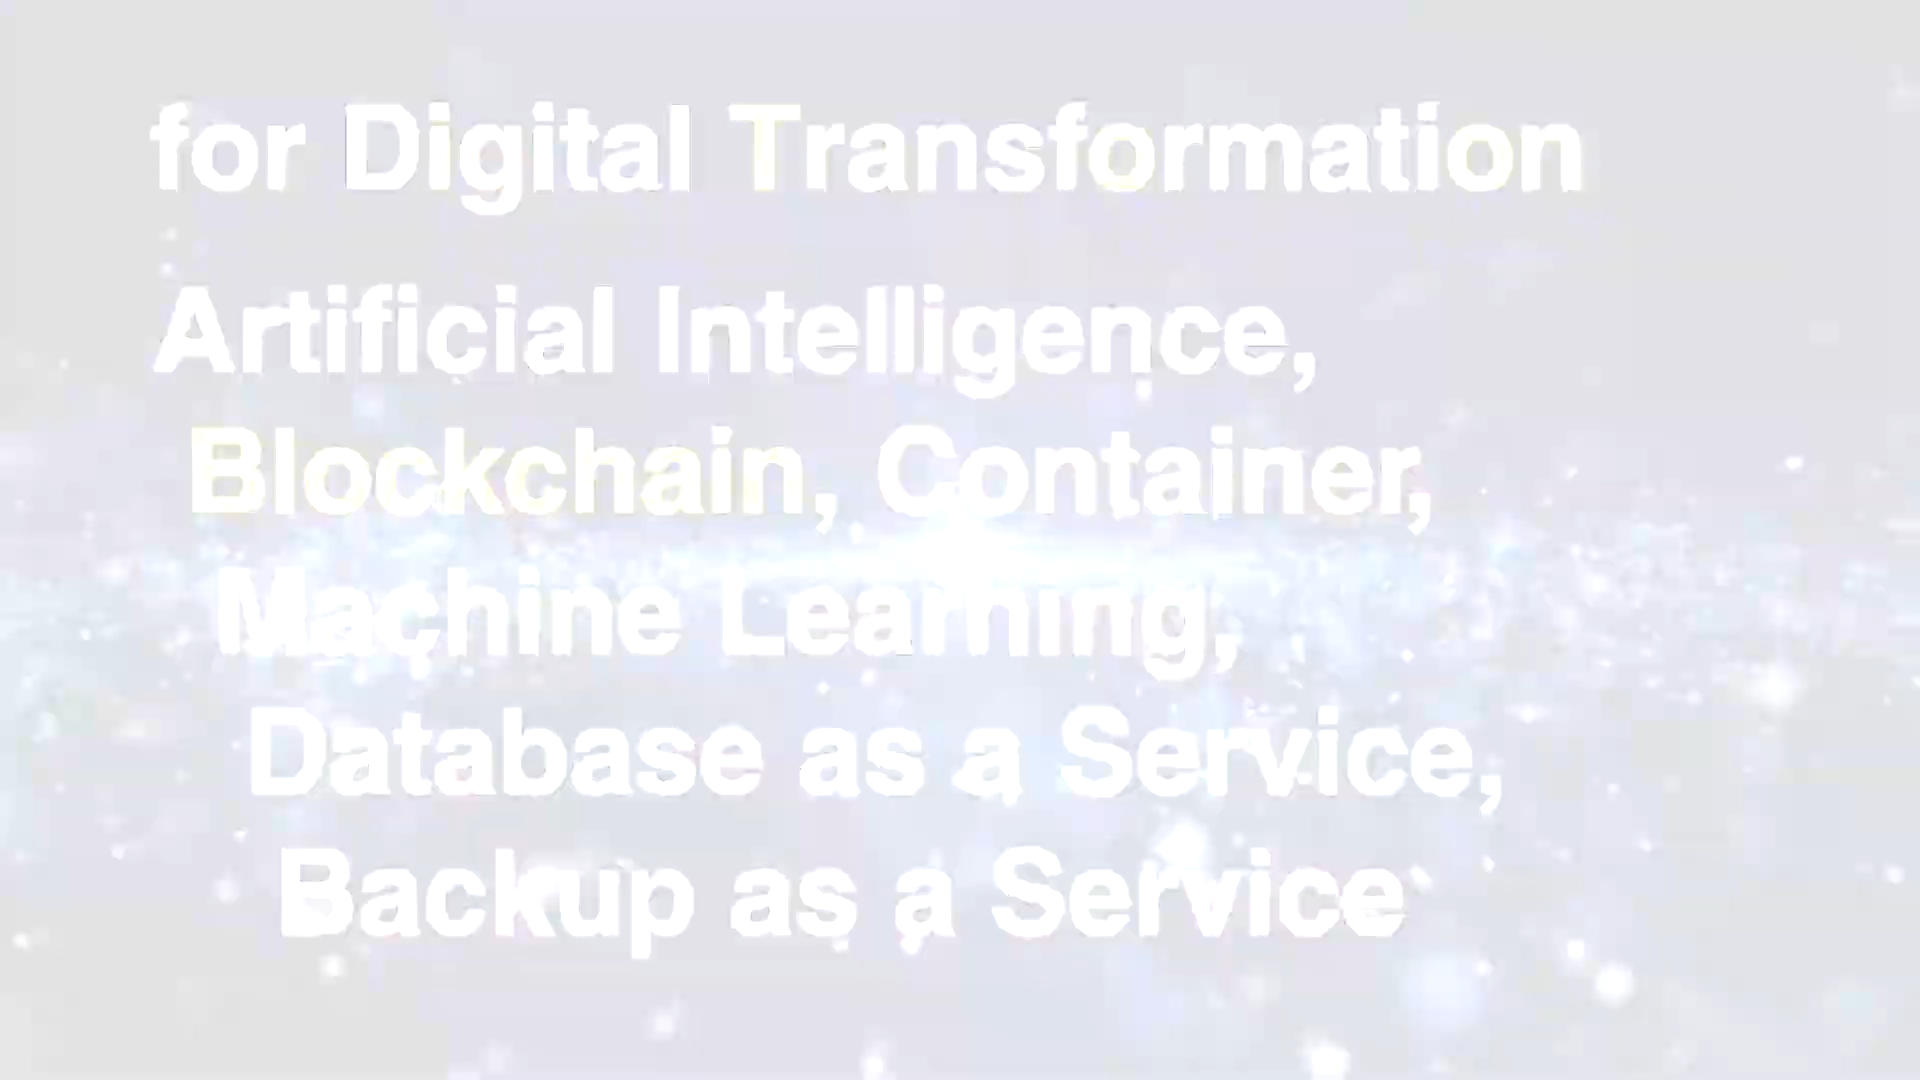 for Digital Transformation
Artificial Intelligence,
Blockchain, Container,
Machine Learning,
Database as a Service,
Backup as a Service